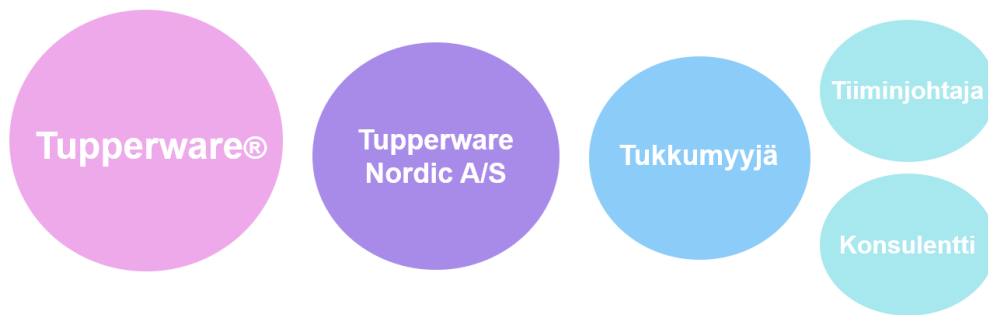 Tupperware®
Tupperware
Nordic A/S
Tukkumyyjä
Tiiminjohtaja
Konsulentti